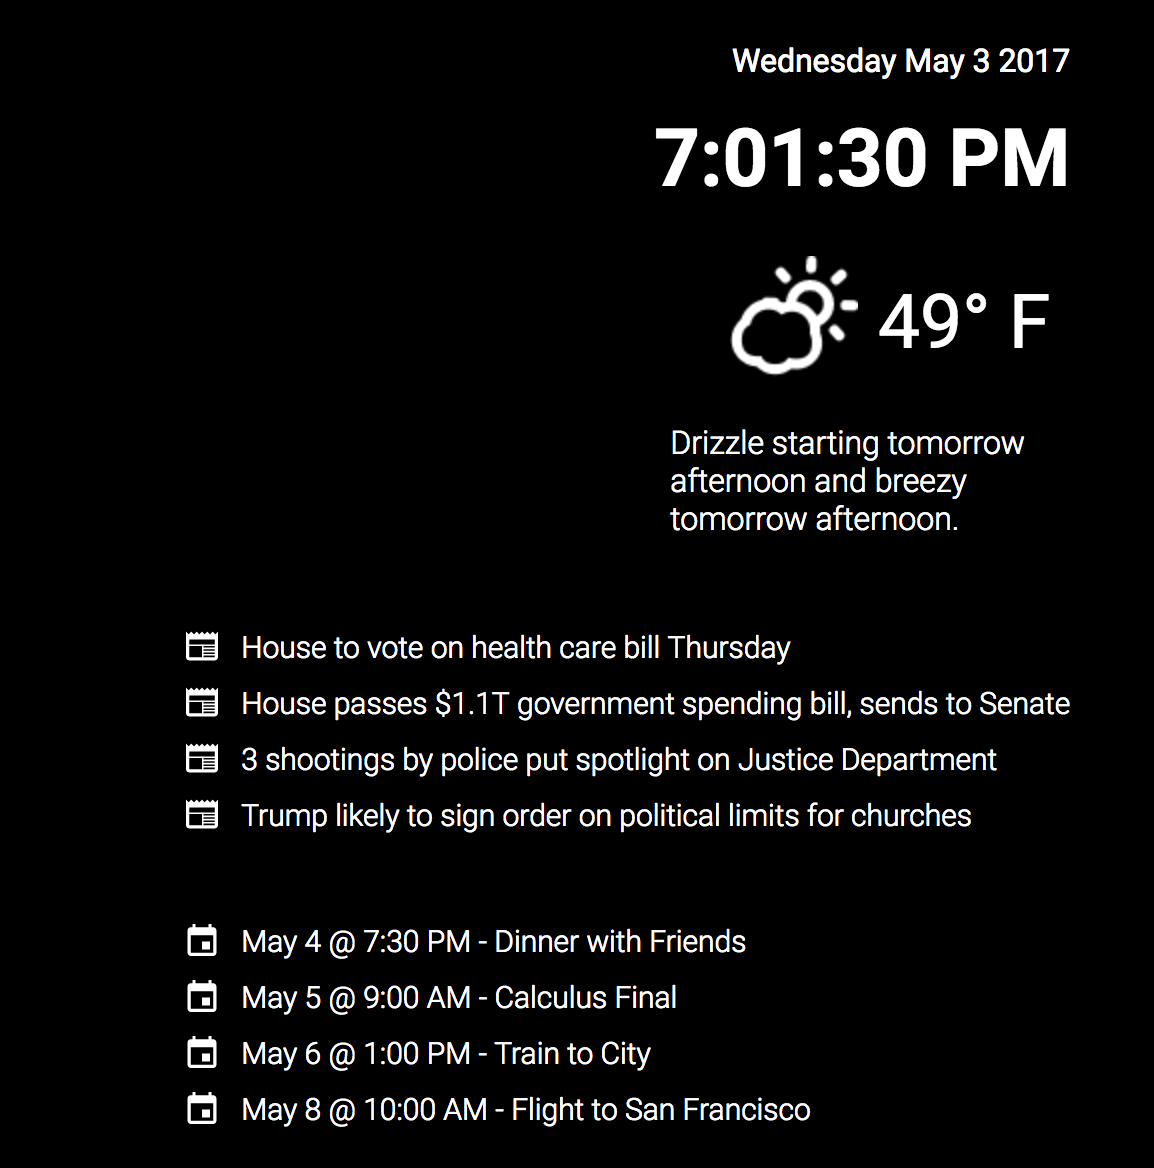 Wednesday May 3 2017
7:01:30 PM
49° F
Drizzle starting tomorrow
afternoon and breezy
tomorrow afternoon.
House to vote on health care bill Thursday
House passes $1.1T government spending bill, sends to Senate
3 shootings by police put spotlight on Justice Department
Trump likely to sign order on political limits for churches
May 4 @ 7:30 PM - Dinner with Friends
May 5 @ 9:00 AM - Calculus Final
May 6 @ 1:00 PM - Train to City
May 8 @ 10:00 AM - Flight to San Francisco